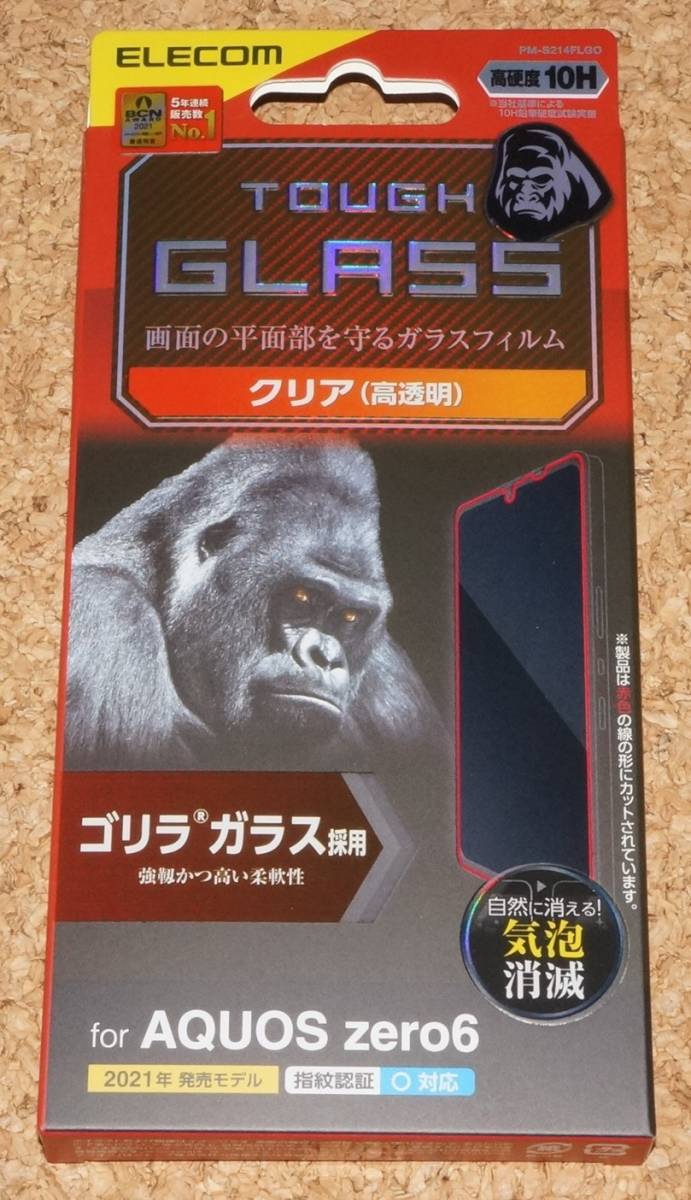 ELECOM
PM-S214FLGO
高硬度 10H
※当社基準による
10H鉛筆硬度試験実施
BCN
AWARD
2021
5年連続
販売数
No.1
TOUGH
GLASS
画面の平面部を守るガラスフィルム
クリア(高透明)
※製品は赤色の線の形にカットされています。
ゴリラ®ガラス採用
強靱かつ高い柔軟性
自然に消える!
気泡
消滅
for AQUOS zero6
2021年 発売モデル
指紋認証 ○ 対応